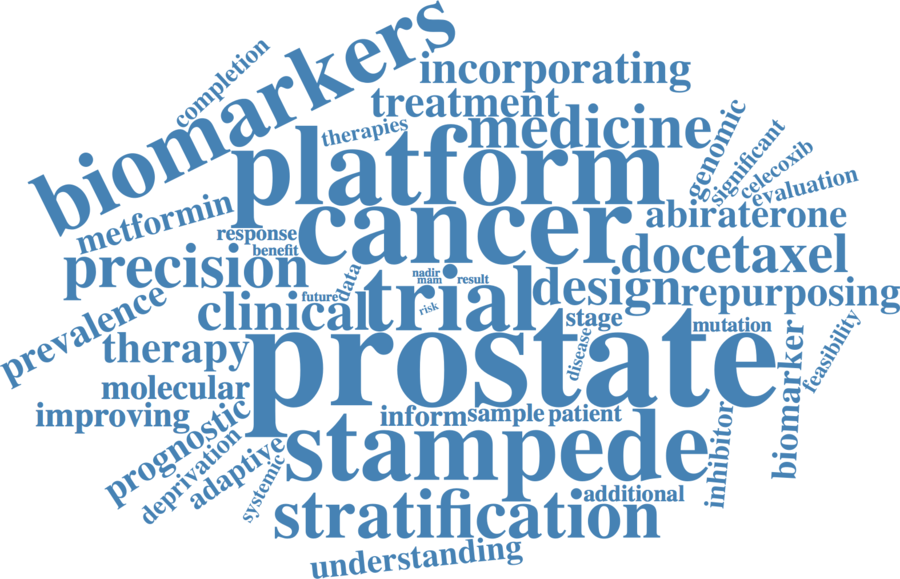 completion
biomarkers
incorporating
treatment
therapies
medicine
platform
genomic
significant
celecoxib
evaluation
metformin
cancer
abiraterone
response
benefit
docetaxel
precision
data
nadir
mam
result
future
risk
trial
design
repurposing
prevalence
clinical
stage
mutation
therapy
prostate
disease
feasibility
molecular
biomarker
improving
inform
sample
patient
prognostic
stampede
inhibitor
deprivation
adaptive
systemic
additional
stratification
understanding